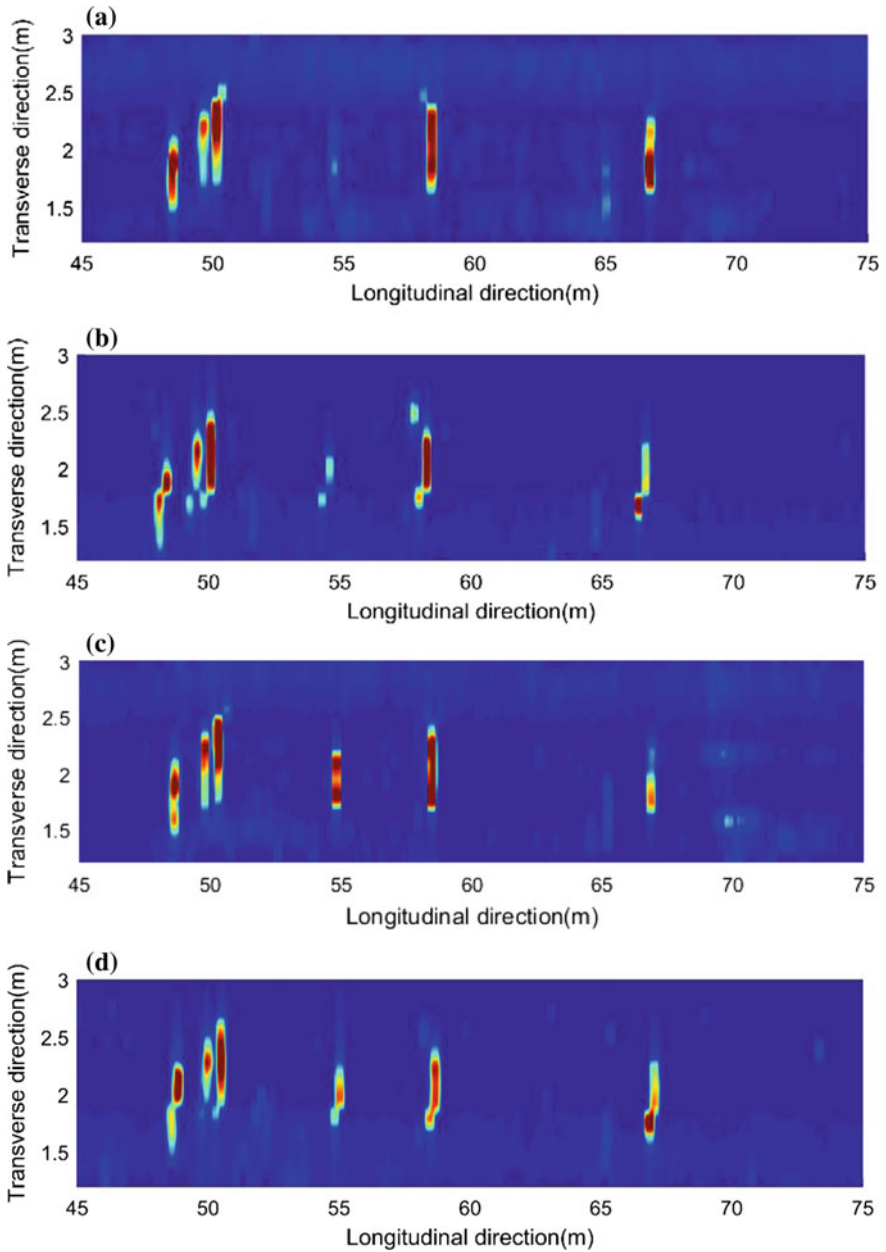 (a)
Transverse direction(m)
3
2.5
2
1.5
45 50 55 60 65 70 75
Longitudinal direction(m)
(b)
Transverse direction(m)
3
2.5
2
1.5
45 50 55 60 65 70 75
Longitudinal direction(m)
(c)
Transverse direction(m)
3
2.5
2
1.5
45 50 55 60 65 70 75
Longitudinal direction(m)
(d)
Transverse direction(m)
3
2.5
2
1.5
45 50 55 60 65 70 75
Longitudinal direction(m)